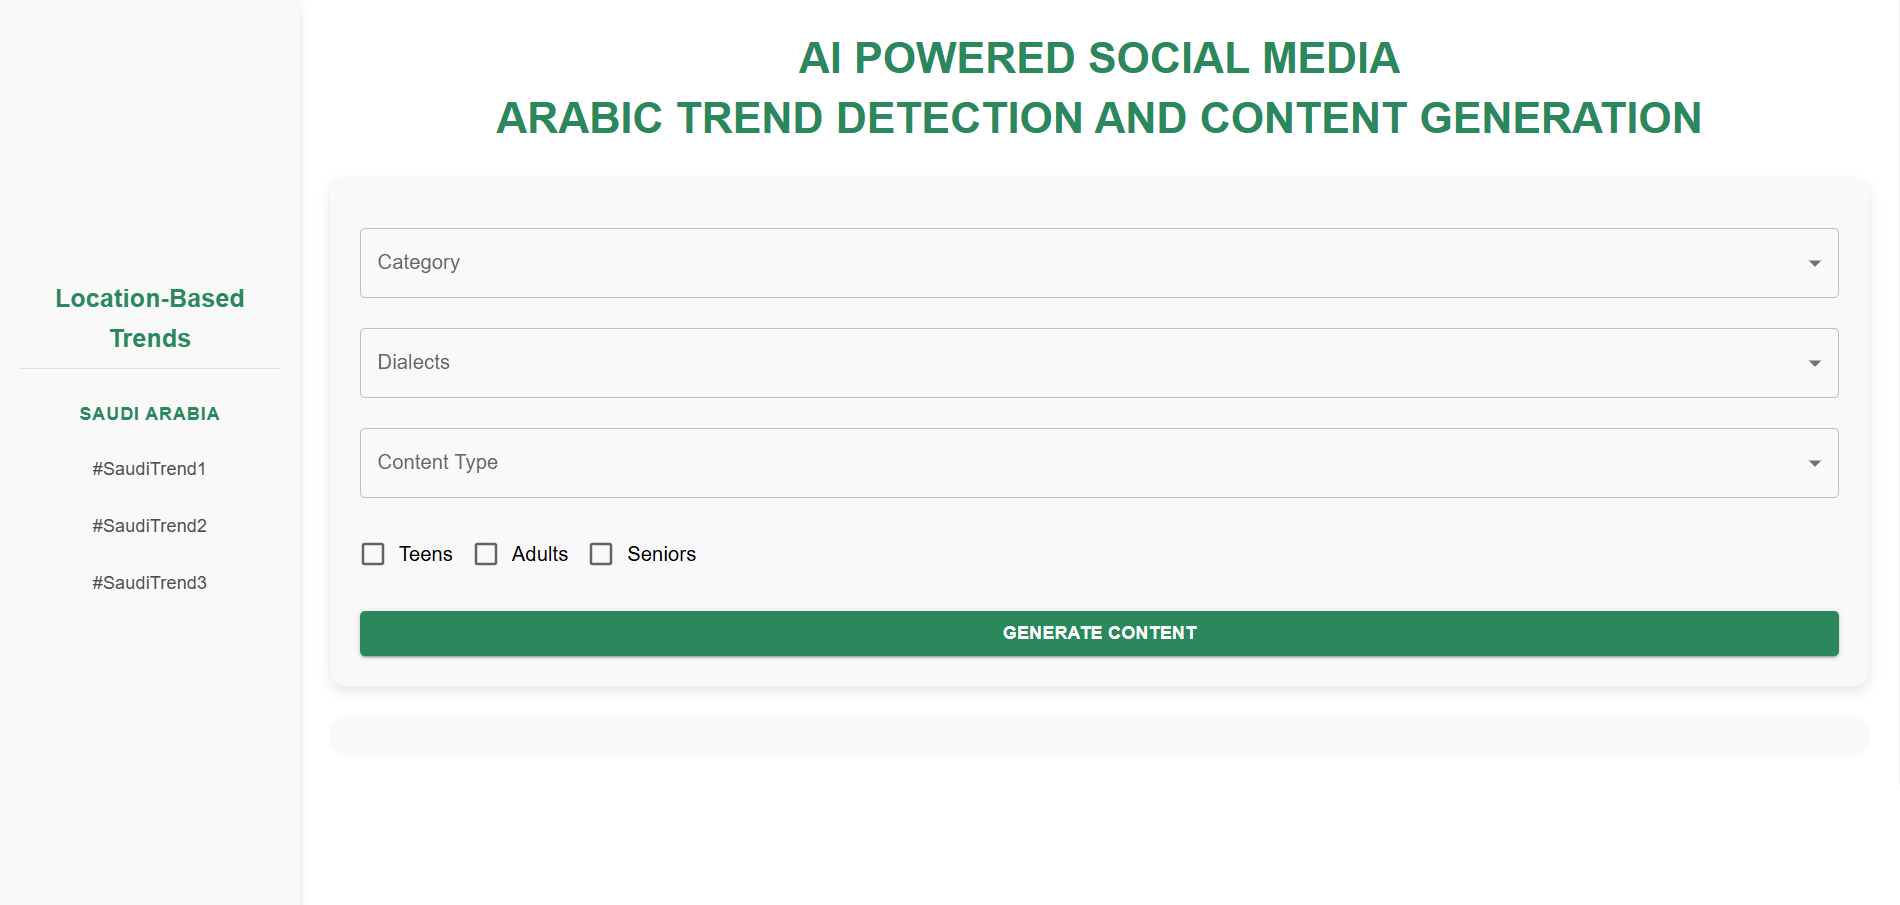 AI POWERED SOCIAL MEDIA
ARABIC TREND DETECTION AND CONTENT GENERATION
Location-Based
Trends
SAUDI ARABIA
#SaudiTrend1
#SaudiTrend2
#SaudiTrend3
Category
Dialects
Content Type
Teens Adults Seniors
GENERATE CONTENT